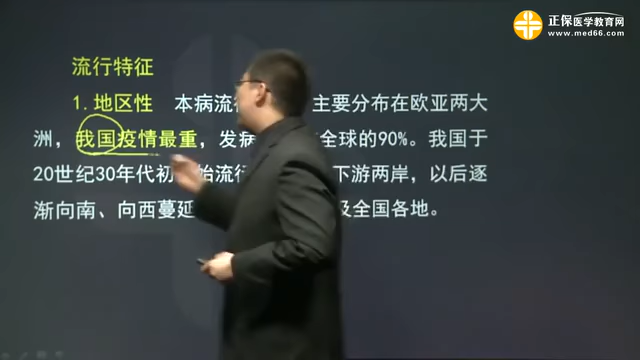 正保医学教育网
www.med66.com
流行特征
1.地区性 本病流 主要分布在欧亚两大
洲，我国疫情最重，发病 全球的90%。我国于
20世纪30年代初 始流行 下游两岸，以后逐
渐向南、向西蔓延 及全国各地。